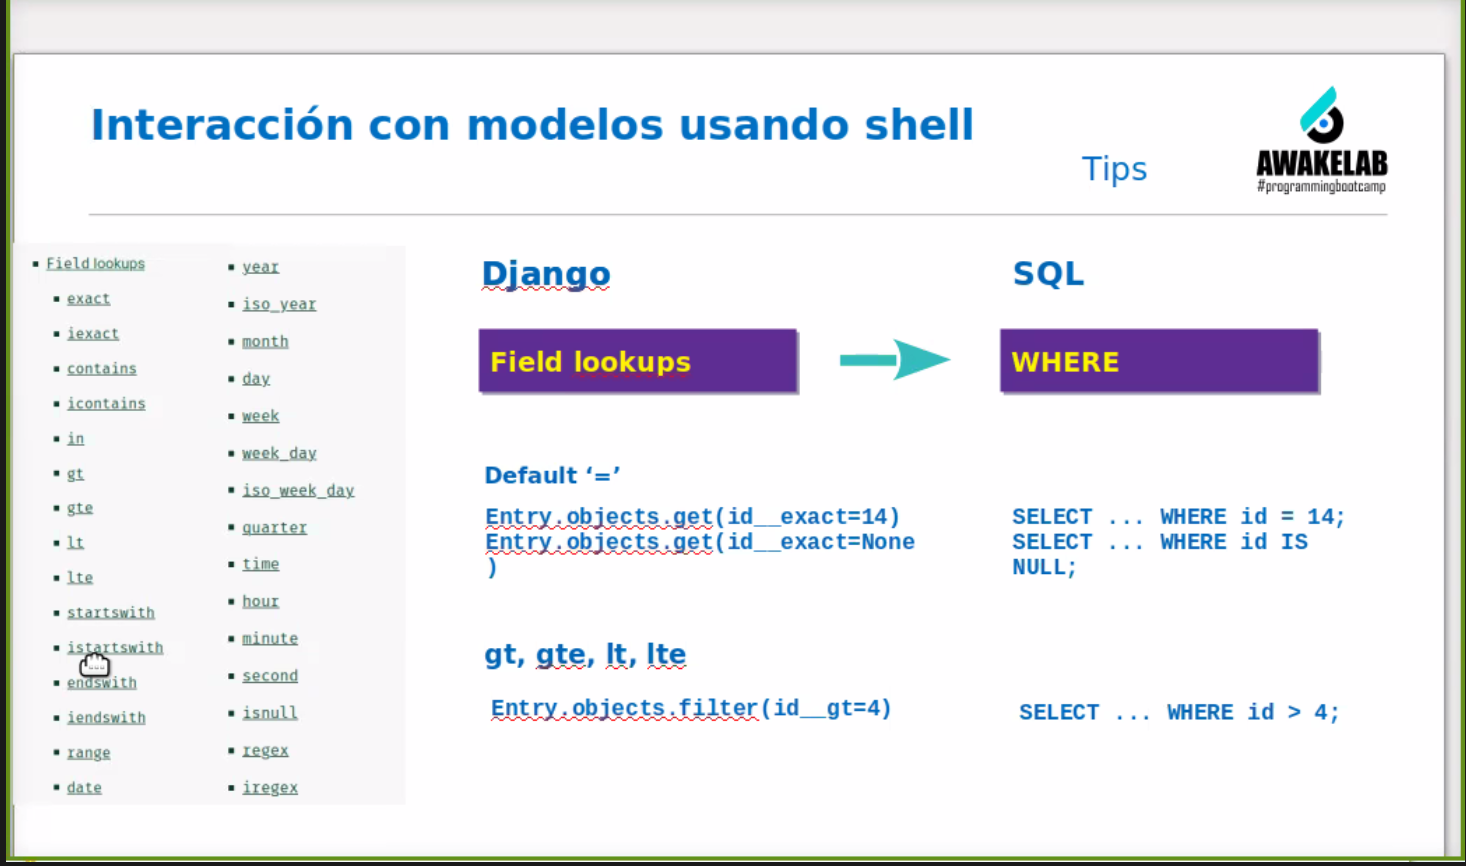 Interacción con modelos usando shell
Tips
AWAKELAB
#programmingbootcamp
Field lookups
exact
iexact
contains
icontains
in
gt
gte
lt
lte
startswith
istartswith
endswith
iendswith
range
date
year
iso_year
month
day
week
week_day
iso_week_day
quarter
time
hour
minute
second
isnull
regex
iregex
Django
SQL
Field lookups
WHERE
Default ‘=’
Entry.objects.get(id__exact=14)
Entry.objects.get(id__exact=None
)
SELECT ... WHERE id = 14;
SELECT ... WHERE id IS
NULL;
gt, gte, lt, lte
Entry.objects.filter(id__gt=4)
SELECT ... WHERE id > 4;